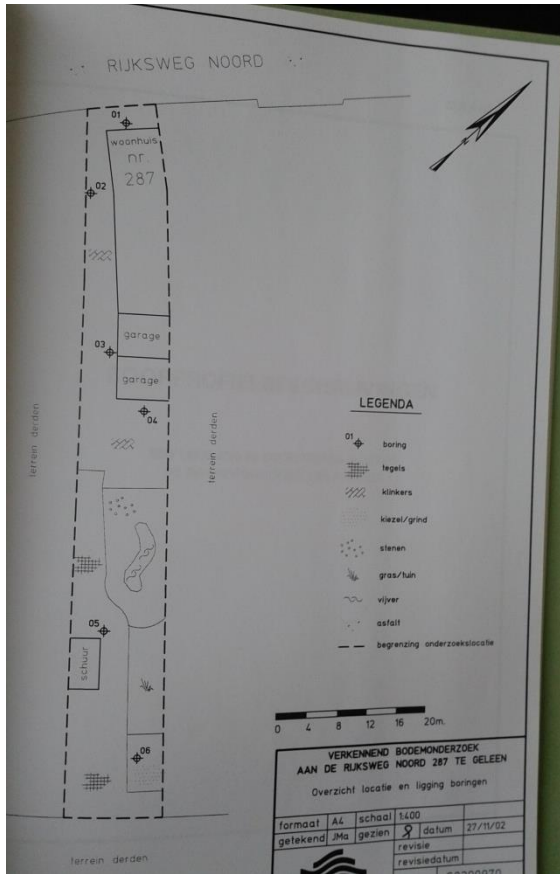 RIJKSWEG NOORD
01
woonhuis
nr.
287
02
03
garage
garage
04
terrein derden
terrein derden
05
schuur
06
terrein derden
LEGENDA
01 boring
tegels
klinkers
kiezel/grind
stenen
gras/tuin
vijver
asfalt
begrenzing onderzoekslocatie
0 4 8 12 16 20m.
VERKENNEND BODEMONDERZOEK
AAN DE RIJKSWEG NOORD 287 TE GELEEN
Overzicht locatie en ligging boringen
formaat A4 schaal 1:400
getekend JMa gezien datum 27/11/02
revisie
revisiedatum